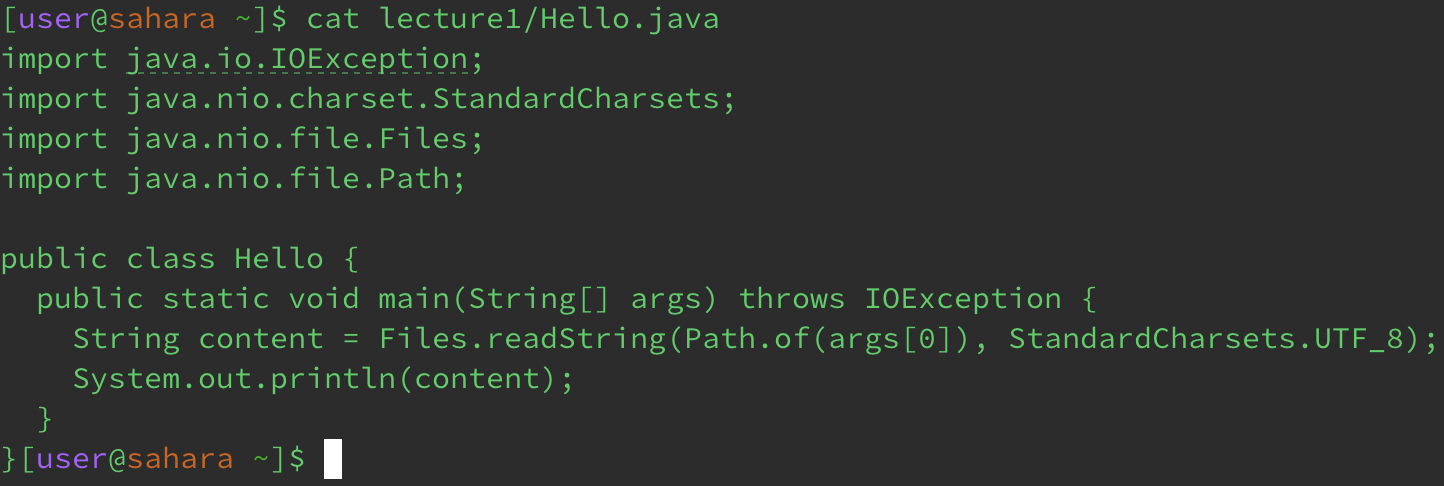 [user@sahara ~]$ cat lecture1/Hello.java
import java.io.IOException;
import java.nio.charset.StandardCharsets;
import java.nio.file.Files;
import java.nio.file.Path;

public class Hello {
  public static void main(String[] args) throws IOException {
    String content = Files.readString(Path.of(args[0]), StandardCharsets.UTF_8);
    System.out.println(content);
  }
}[user@sahara ~]$